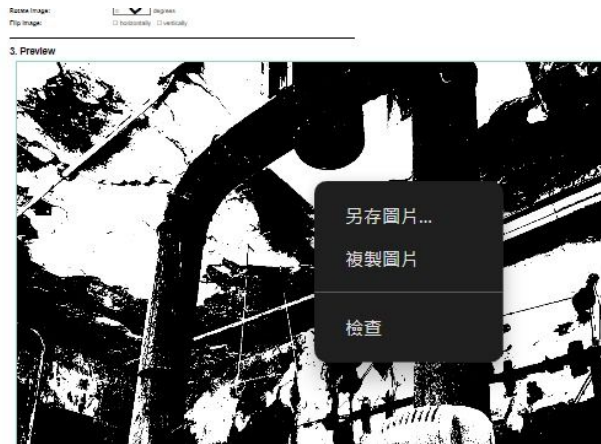 Rotate image: 0 degrees
Flip image: horizontally vertically
3. Preview
另存圖片...
複製圖片
檢查